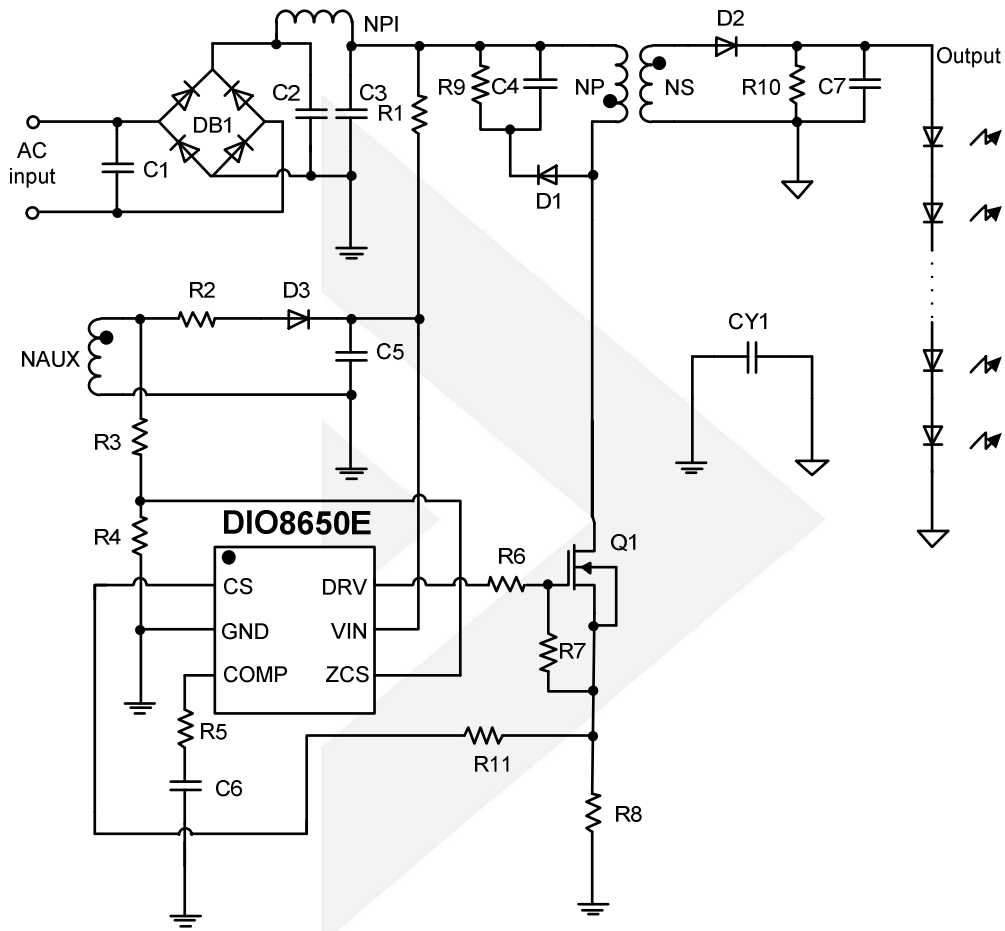 NPI
D2
Output
C2
C3
R1
R9
C4
NP
NS
R10
C7
DB1
AC
input
C1
D1
R2
D3
NAUX
C5
CY1
R3
R4
DIO8650E
Q1
R6
CS
DRV
GND
VIN
R7
COMP
ZCS
R5
R11
C6
R8